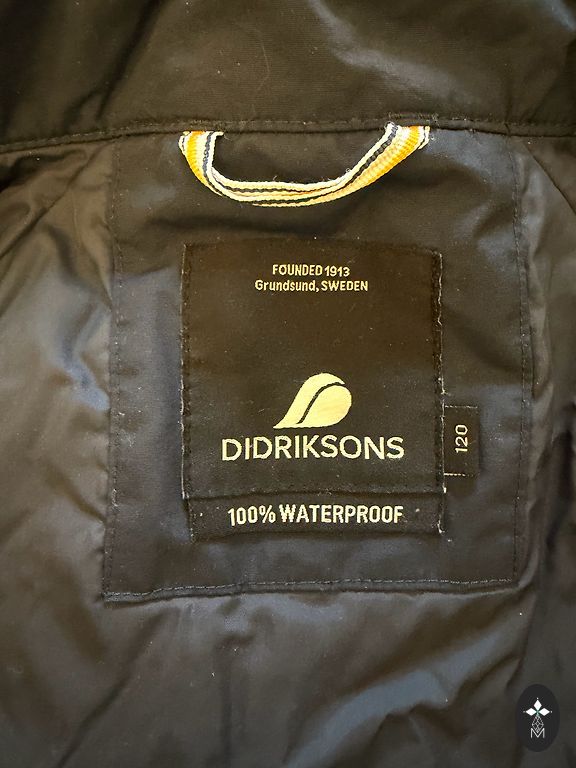 FOUNDED 1913
Grundsund, SWEDEN
DIDRIKSONS
120
100% WATERPROOF
M